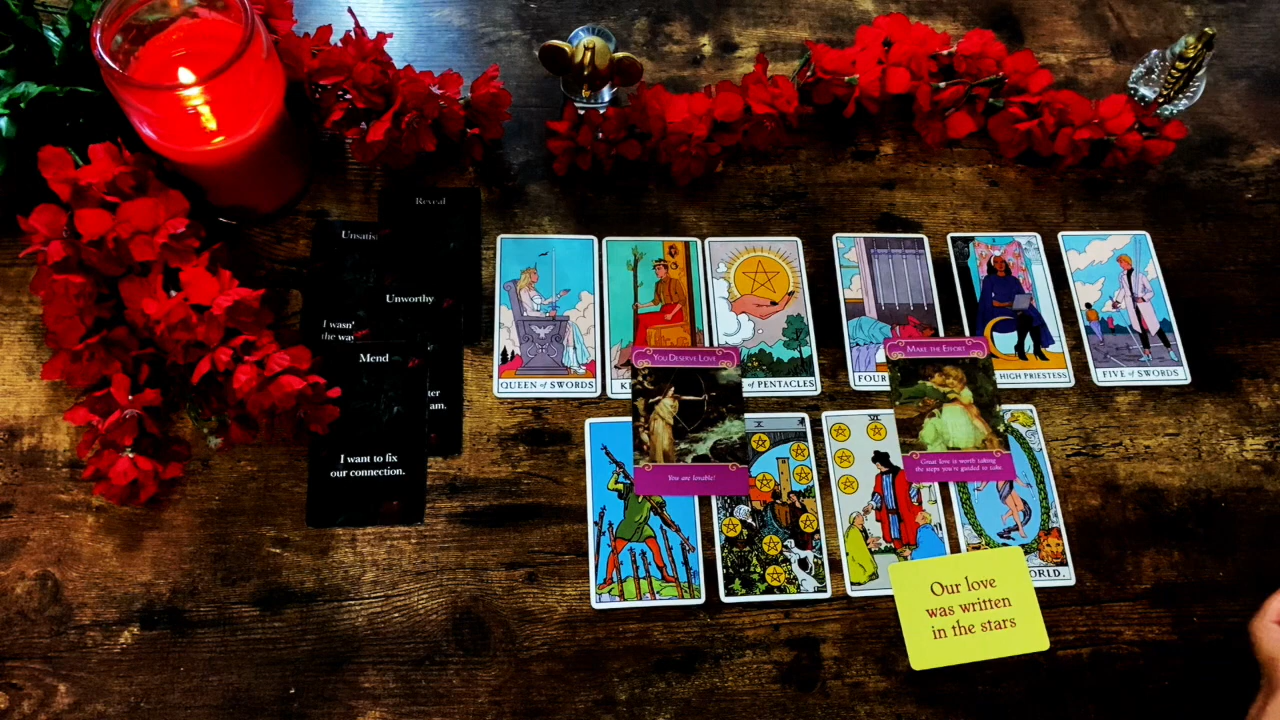 Reveal
Unsatis
Unworthy
I wasn'
the way
Mend
ter
am.
I want to fix
our connection.
QUEEN of SWORDS
K
of PENTACLES
FOUR
HIGH PRIESTESS
FIVE OF SWORDS
YOU DESERVE LOVE
You are lovable!
MAKE THE EFFORT
Great love is worth taking
the steps you're guided to take.
X
VI
ORLD.
Our love
was written
in the stars